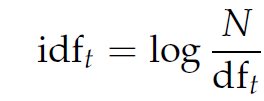 idf_t = log N/df_t